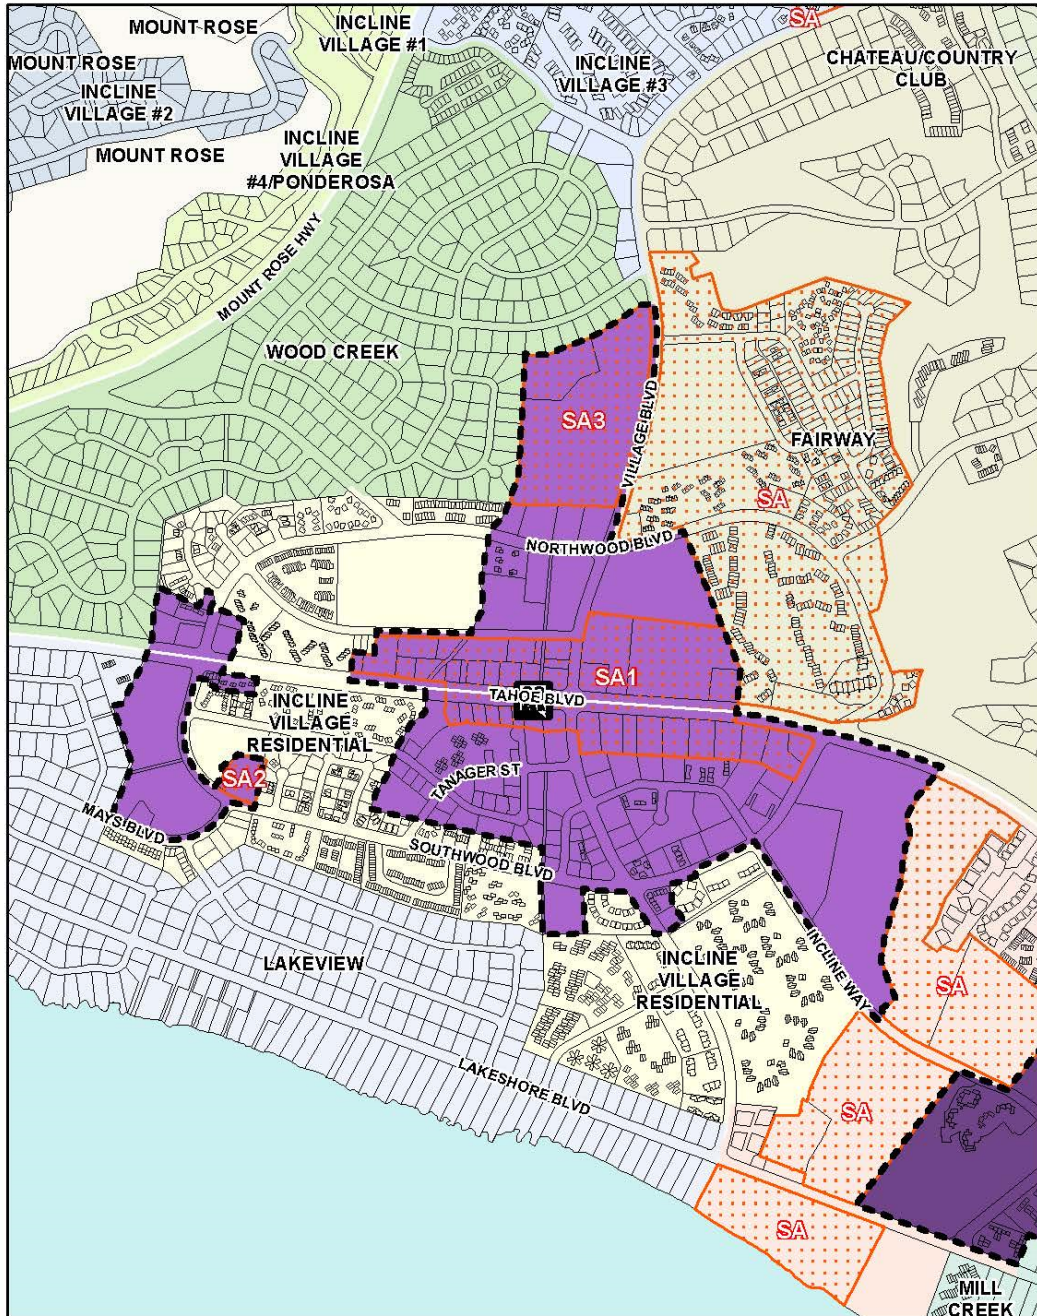 MOUNT ROSE
INCLINE
VILLAGE #1
SA
MOUNT ROSE
INCLINE
VILLAGE #2
INCLINE
VILLAGE #3
CHATEAU/COUNTRY
CLUB
MOUNT ROSE
INCLINE
VILLAGE
#4/PONDEROSA
MOUNT ROSE HWY
WOOD CREEK
SA3
VILLAGE BLVD
FAIRWAY
SA
NORTHWOOD BLVD
SA1
TAHOE BLVD
INCLINE
VILLAGE
RESIDENTIAL
SA2
TANAGER ST
MAYS BLVD
SOUTHWOOD BLVD
LAKEVIEW
INCLINE
VILLAGE
RESIDENTIAL
INCLINE WAY
SA
LAKESHORE BLVD
SA
SA
MILL
CREEK